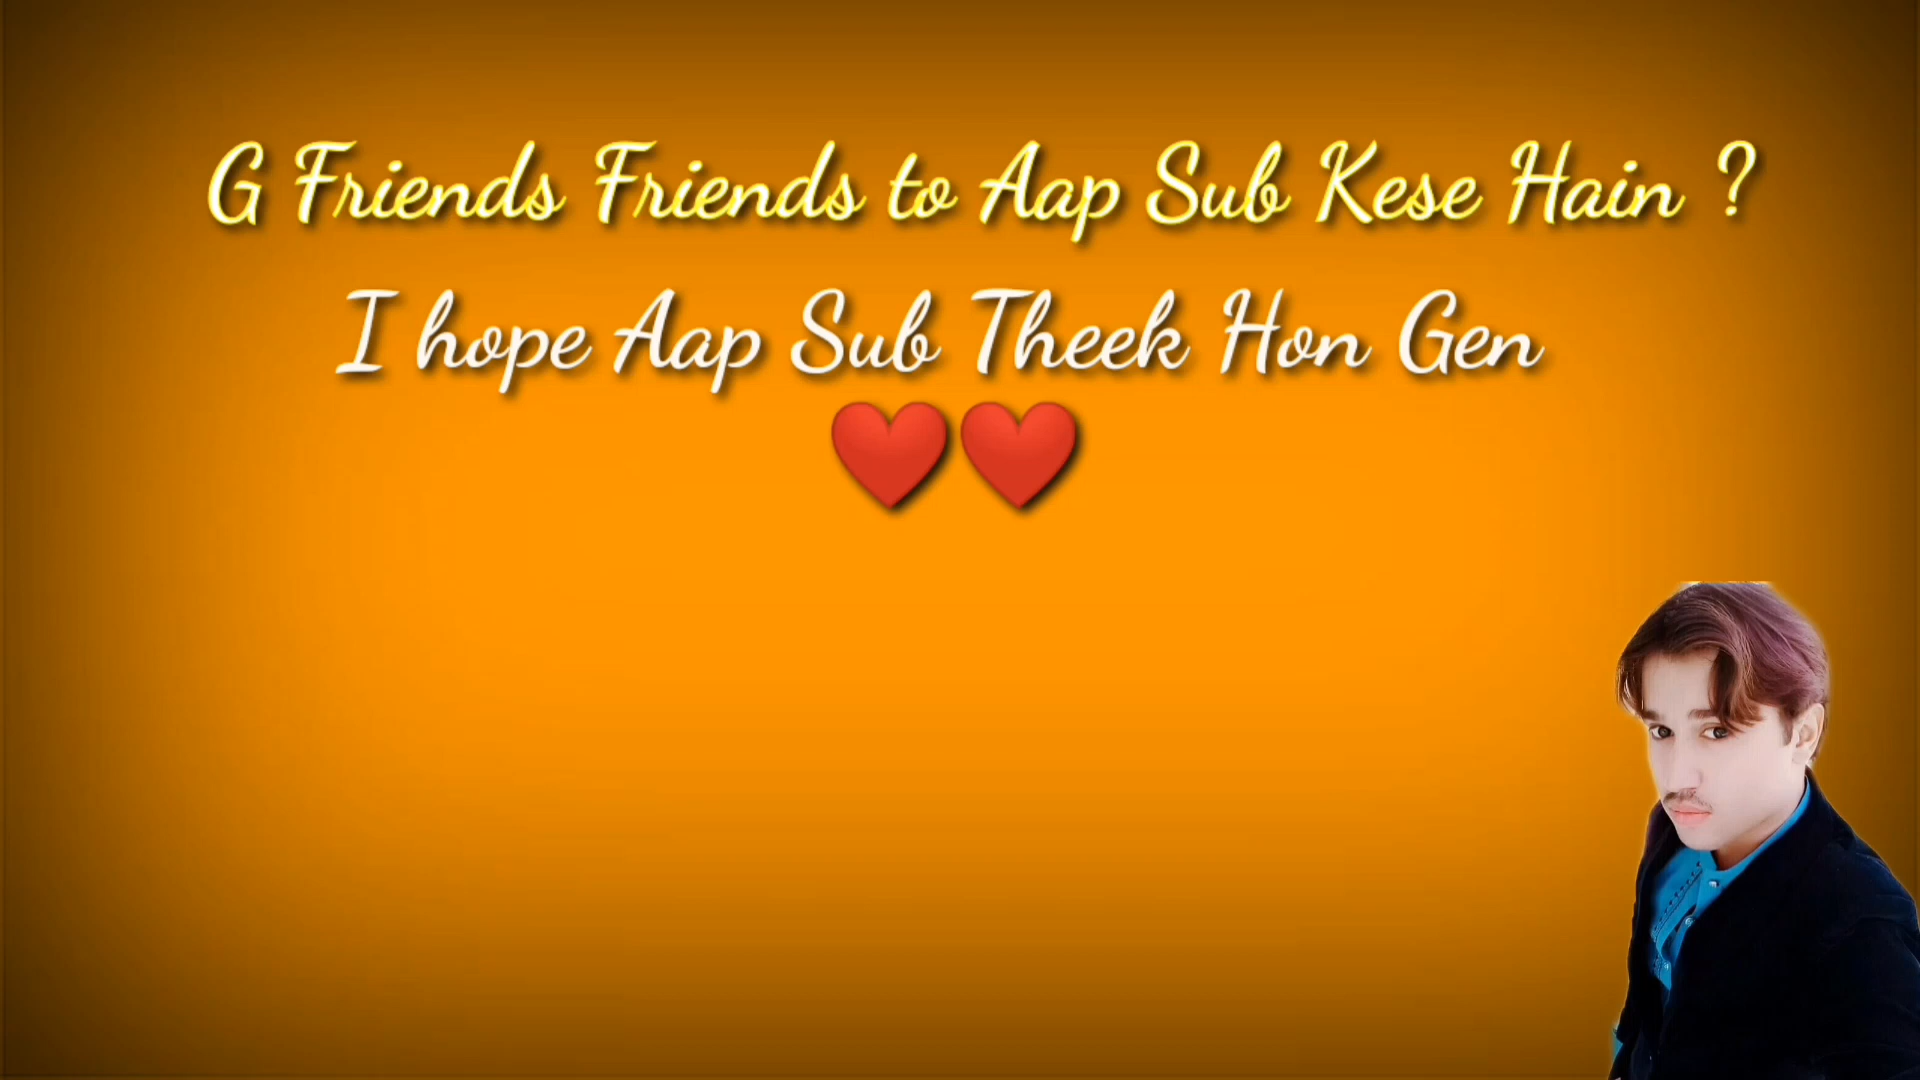 G Friends Friends to Aap Sub Kese Hain ?
I hope Aap Sub Theek Hon Gen
❤️❤️